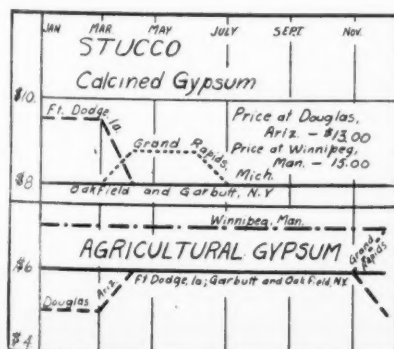 JAN MAR. MAY JULY SEPT. NOV.
STUCCO
Calcined Gypsum
$10.
Ft. Dodge, Ia.
Price at Douglas,
Ariz. - $13.00
Grand Rapids,
Price at Winnipeg,
Man. - 15.00
Mich.
$8
Oakfield and Garbutt, N.Y
Winnipeg, Man.
AGRICULTURAL GYPSUM
Grand Rapids
$6
Ft Dodge, Ia; Garbutt and Oakfield, N.Y.
Douglas Ariz.
$4